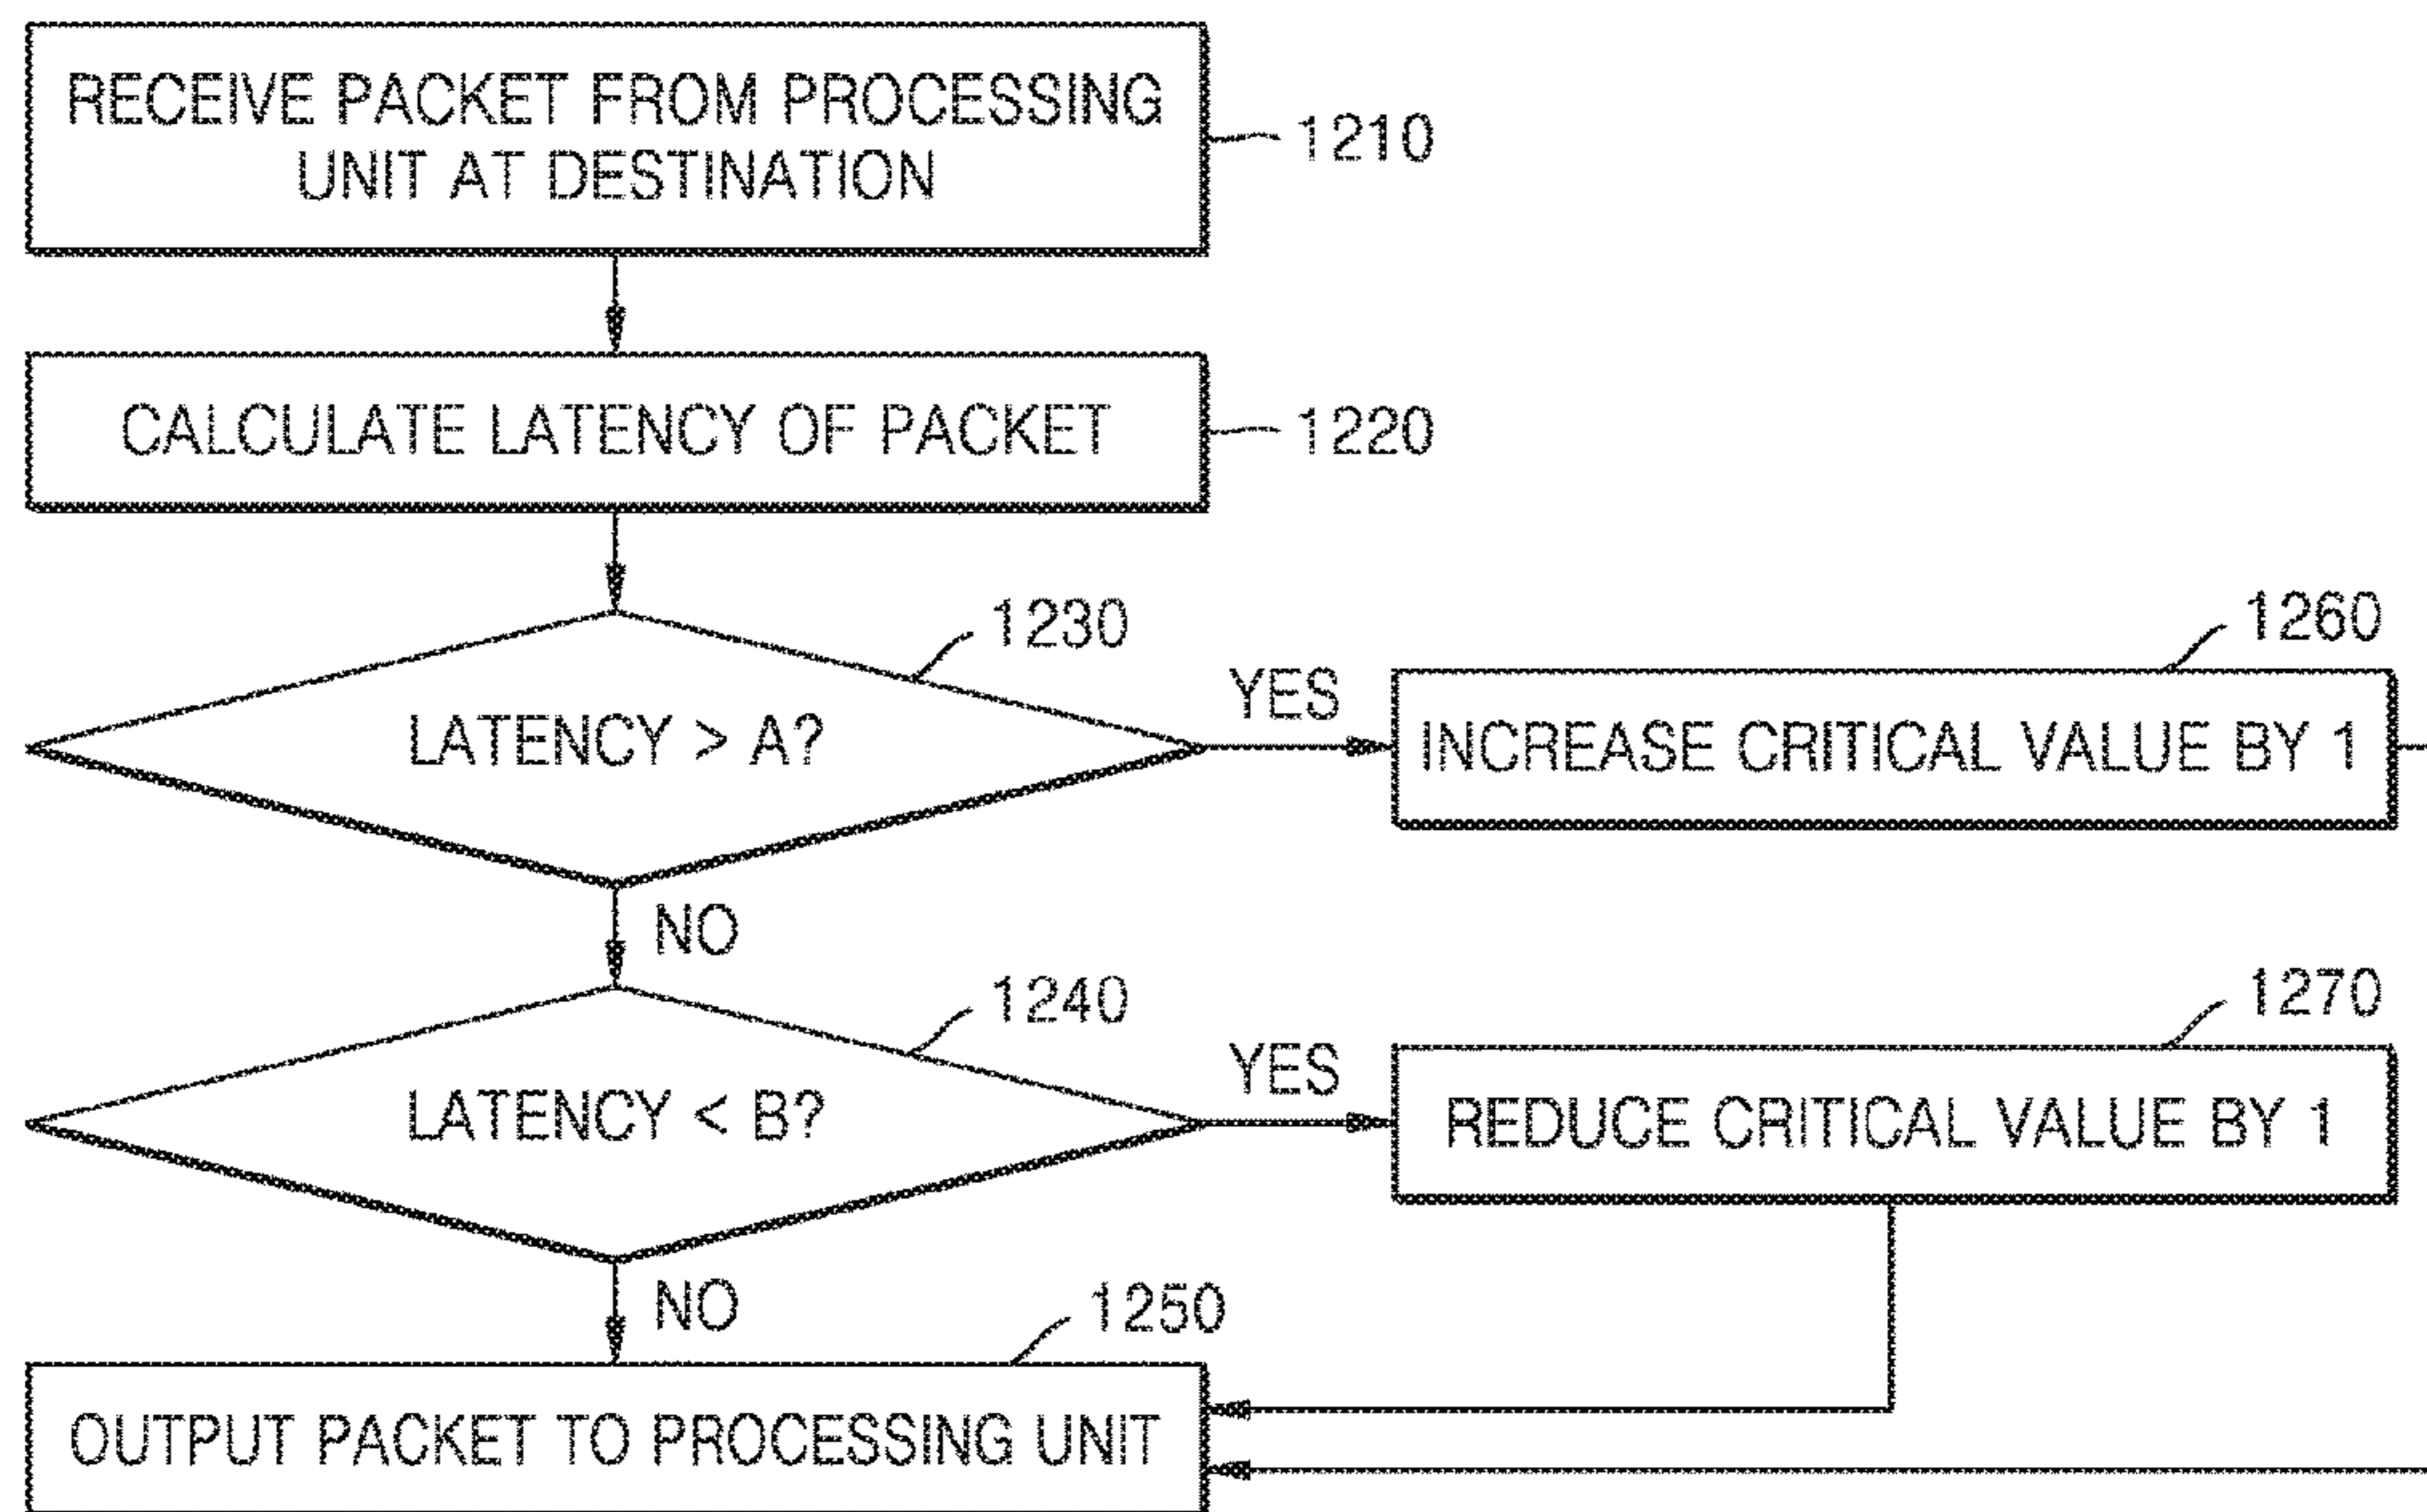 RECEIVE PACKET FROM PROCESSING
UNIT AT DESTINATION
1210
CALCULATE LATENCY OF PACKET
1220
1230
LATENCY > A?
YES
1260
INCREASE CRITICAL VALUE BY 1
NO
1240
LATENCY < B?
YES
1270
REDUCE CRITICAL VALUE BY 1
NO
1250
OUTPUT PACKET TO PROCESSING UNIT